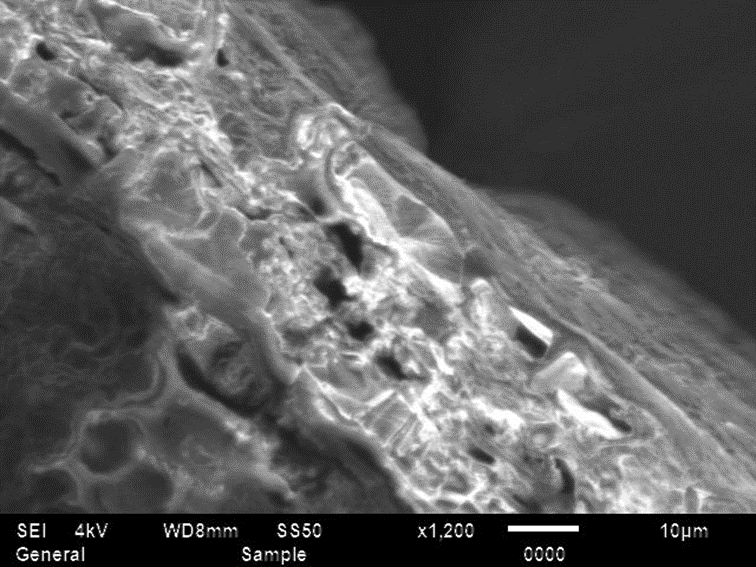 SEI 4kV WD8mm SS50 x1,200 10µm
General Sample 0000